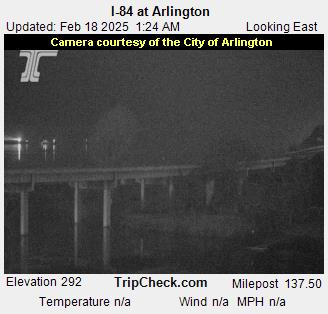 I-84 at Arlington
Updated: Feb 18 2025 1:24 AM Looking East
Camera courtesy of the City of Arlington
Elevation 292 TripCheck.com Milepost 137.50
Temperature n/a Wind n/a MPH n/a